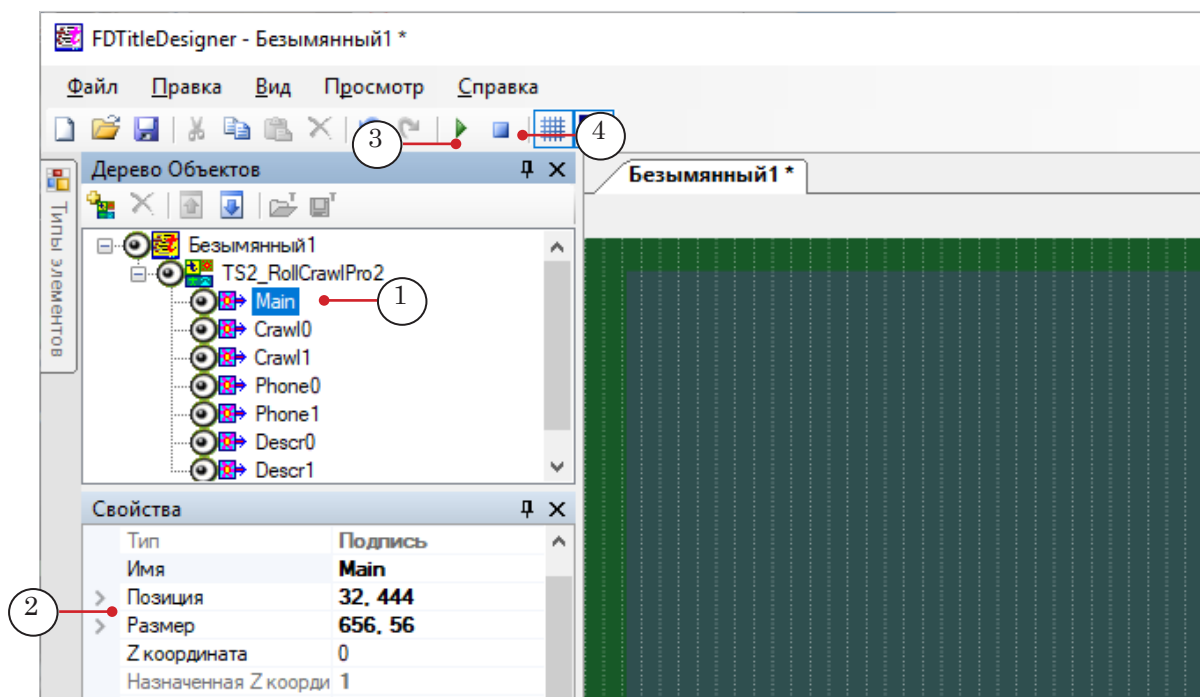 FDTitleDesigner - Безымянный1 *
Файл Правка Вид Просмотр Справка
3
4
Дерево Объектов
Безымянный1 *
Типы элементов
Безымянный1
TS2_RollCrawlPro2
Main
1
Crawl0
Crawl1
Phone0
Phone1
Descr0
Descr1
Свойства
Тип Подпись
Имя Main
2
Позиция 32, 444
Размер 656, 56
Z координата 0
Назначенная Z коорди 1